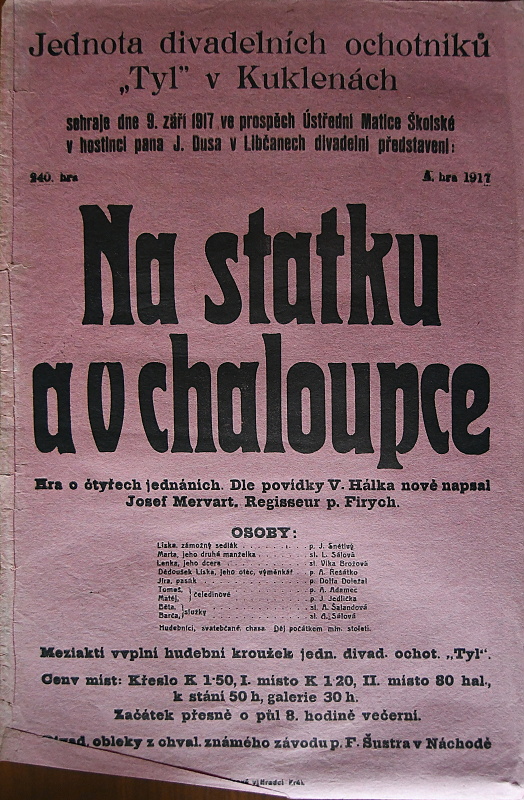 Jednota divadelních ochotníků
„Tyl” v Kuklenách
sehraje dne 9. září 1917 ve prospěch Ústřední Matice Školské
v hostinci pana J. Dusa v Libčanech divadelní představení:
240. hra 4. hra 1917
Na statku
a v chaloupce
Hra o čtyřech jednáních. Dle povídky V. Hálka nově napsal
Josef Mervart. Regisseur p. Firych.
OSOBY:
Liska, zámožný sedlák . . . . . . . . . p. J. Snětivý
Marta, jeho druhá manželka . . . . . . sl. L. Sálová
Lenka, jeho dcera . . . . . . . . . . . sl. Vlka Brožová
Dědoušek Liska, jeho otec, výměnkář . . p. A. Řešátko
Jíra, pasák . . . . . . . . . . . . . p. Dolfa Doležal
Tomeš, } čeledínové . . . . . . . . . p. A. Adamec
Matěj, . . . . . . . . . p. J. Jedlička
Běta, } služky . . . . . . . . . . . sl. A. Šalandová
Barča, . . . . . . . . . . . sl. A. Sálová
Hudebníci, svatebčané, chasa. Děj počátkem min. století.
Meziaktí vyplní hudební kroužek jedn. divad. ochot. „Tyl“.
Ceny míst: Křeslo K 1·50, I. místo K 1·20, II. místo 80 hal.,
k stání 50 h, galerie 30 h.
Začátek přesně o půl 8. hodině večerní.
obleky z chval. známého závodu p. F. Šustra v Náchodě
v Hradci Král.